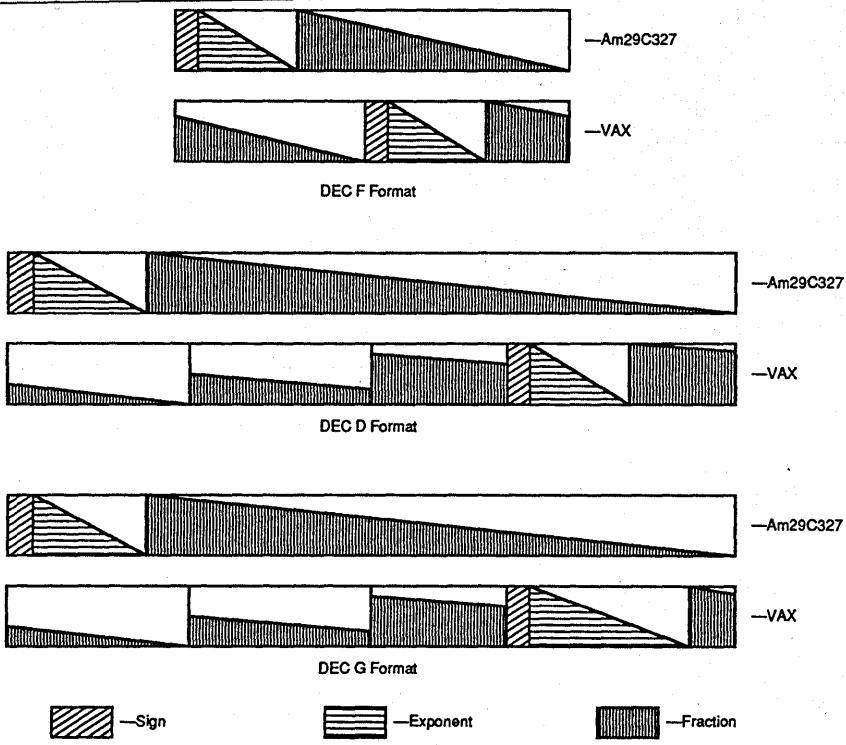 —Am29C327
—VAX
DEC F Format
—Am29C327
—VAX
DEC D Format
—Am29C327
—VAX
DEC G Format
—Sign —Exponent —Fraction